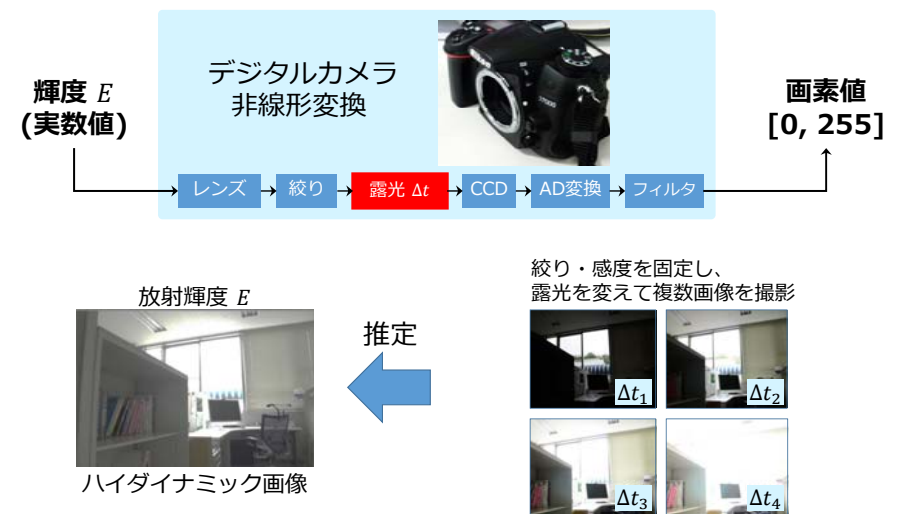 デジタルカメラ
非線形変換
輝度 E
(実数値)
画素値
[0, 255]
レンズ
絞り
露光 Δt
CCD
AD変換
フィルタ
絞り・感度を固定し、
露光を変えて複数画像を撮影
放射輝度 E
推定
Δt₁
Δt₂
Δt₃
Δt₄
ハイダイナミック画像